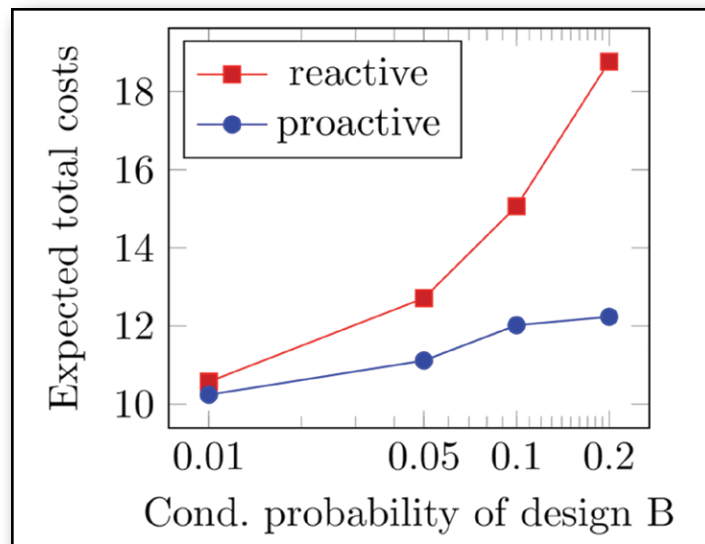 reactive
proactive
Expected total costs
18
16
14
12
10
0.01 0.05 0.1 0.2
Cond. probability of design B